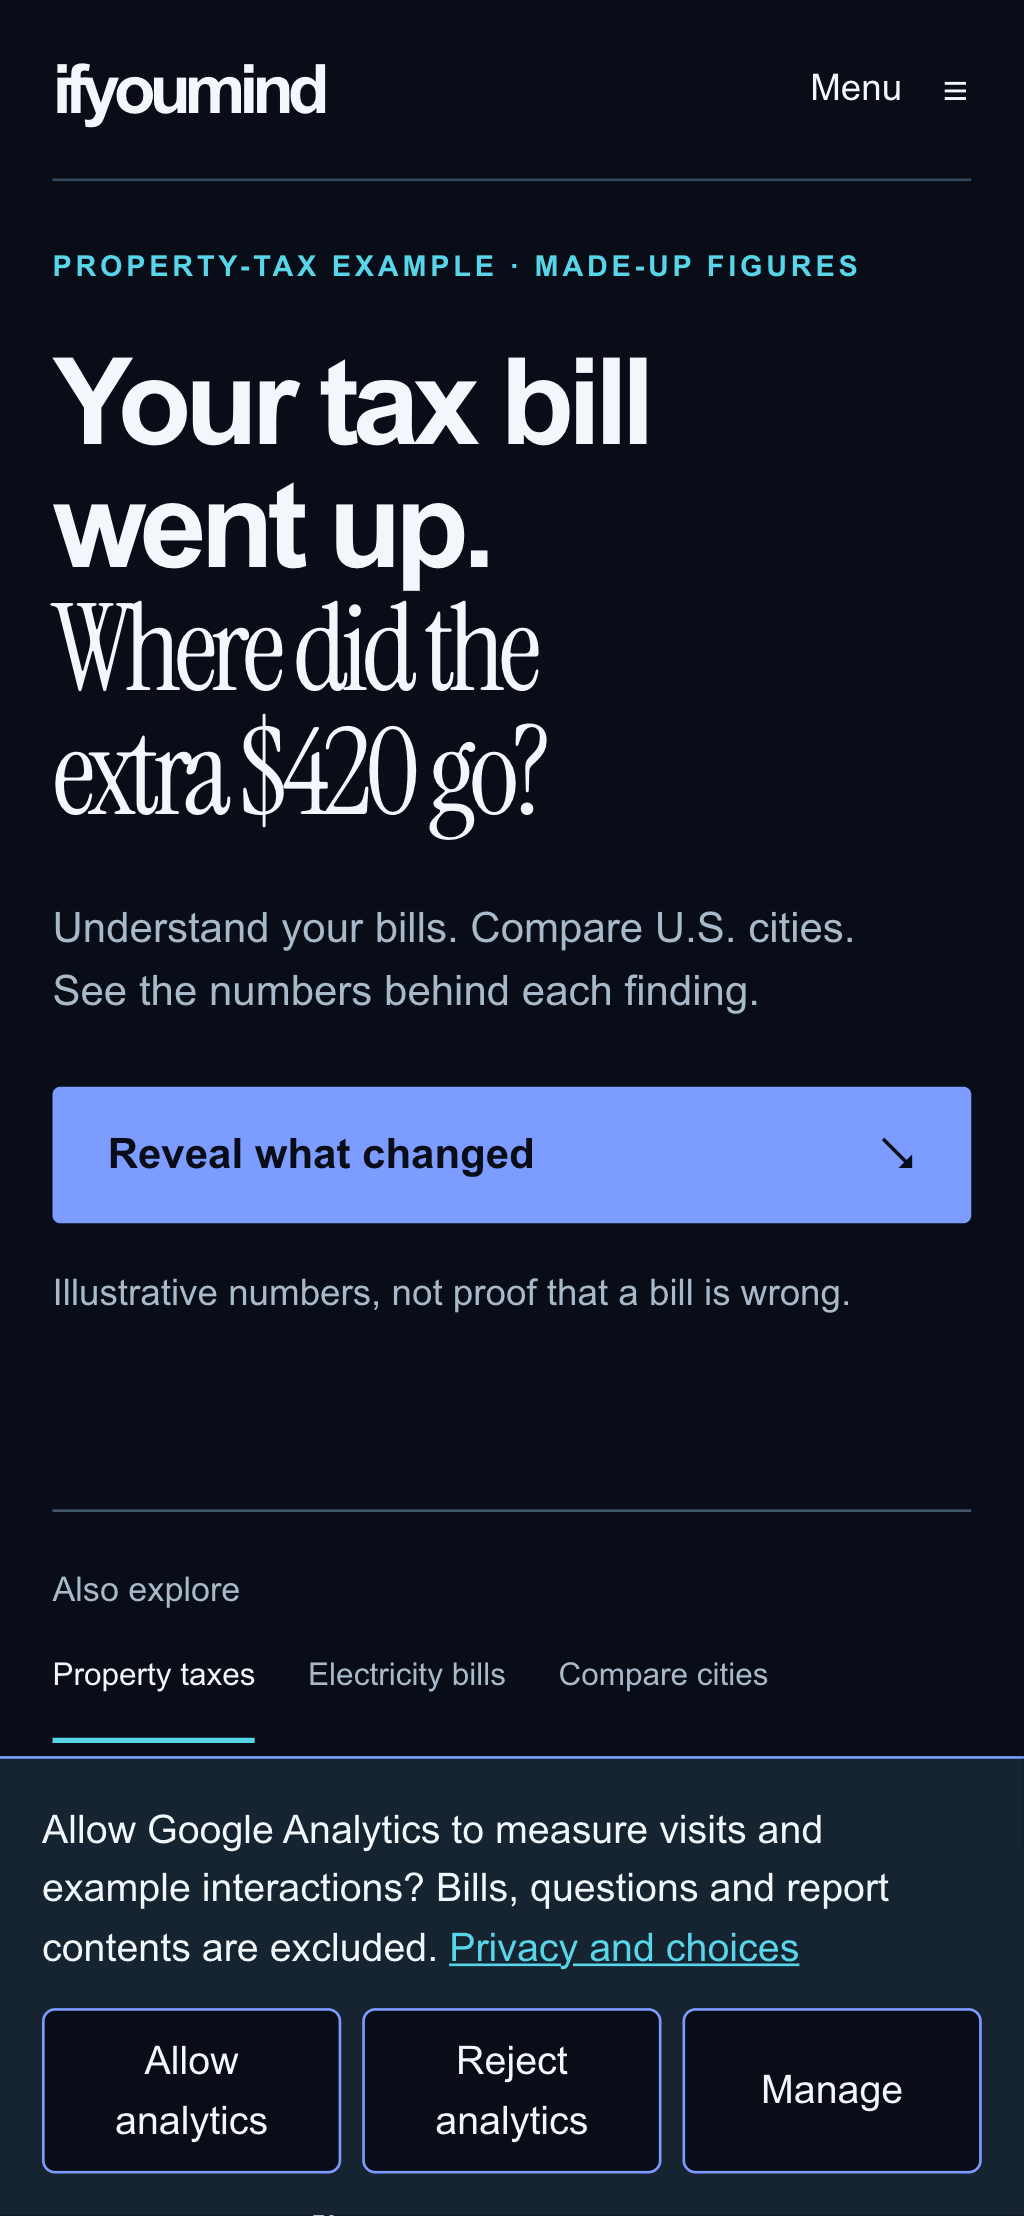 ifyoumind
Menu ≡
PROPERTY-TAX EXAMPLE · MADE-UP FIGURES
Your tax bill
went up.
Where did the
extra $420 go?
Understand your bills. Compare U.S. cities.
See the numbers behind each finding.
Reveal what changed ↘
Illustrative numbers, not proof that a bill is wrong.
Also explore
Property taxes
Electricity bills
Compare cities
Allow Google Analytics to measure visits and
example interactions? Bills, questions and report
contents are excluded. Privacy and choices
Allow
analytics
Reject
analytics
Manage